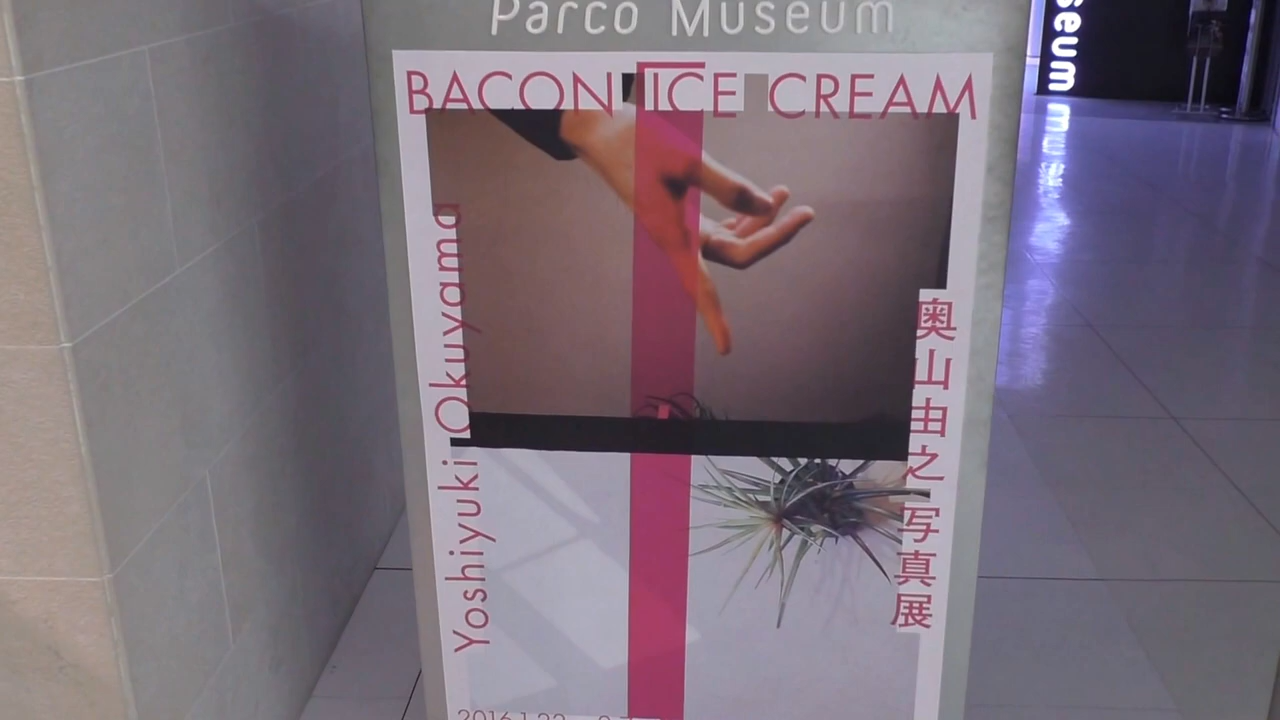 Parco Museum
BACON ICE CREAM
Yoshiyuki Okuyama
奥山由之 写真展
seum